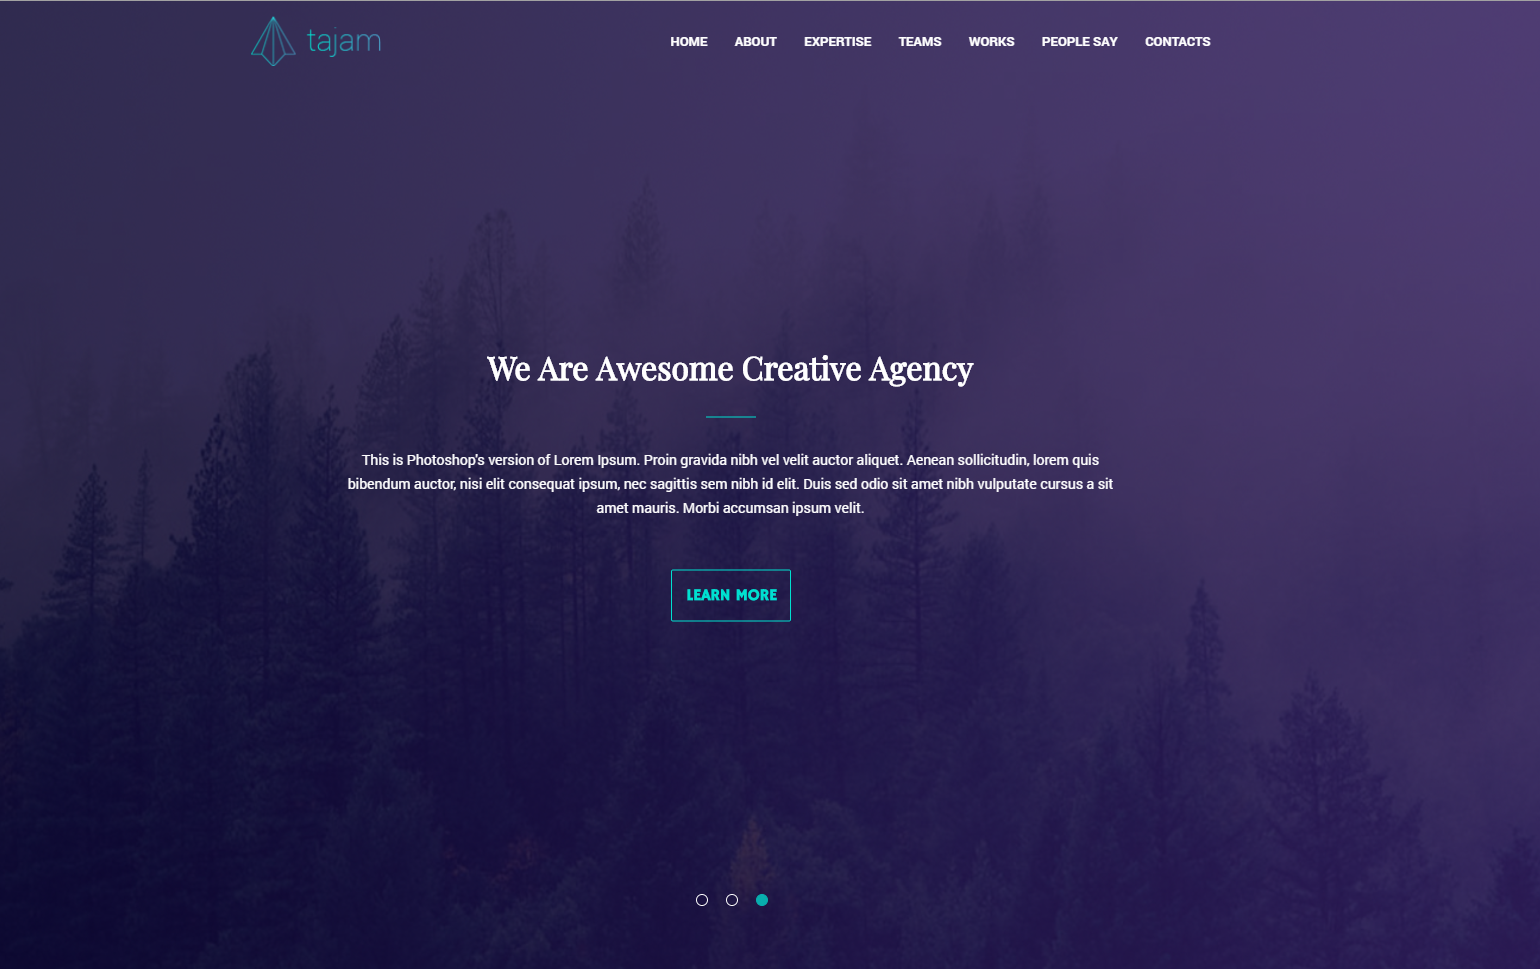 tajam
HOME ABOUT EXPERTISE TEAMS WORKS PEOPLE SAY CONTACTS
We Are Awesome Creative Agency
This is Photoshop's version of Lorem Ipsum. Proin gravida nibh vel velit auctor aliquet. Aenean sollicitudin, lorem quis
bibendum auctor, nisi elit consequat ipsum, nec sagittis sem nibh id elit. Duis sed odio sit amet nibh vulputate cursus a sit
amet mauris. Morbi accumsan ipsum velit.
LEARN MORE